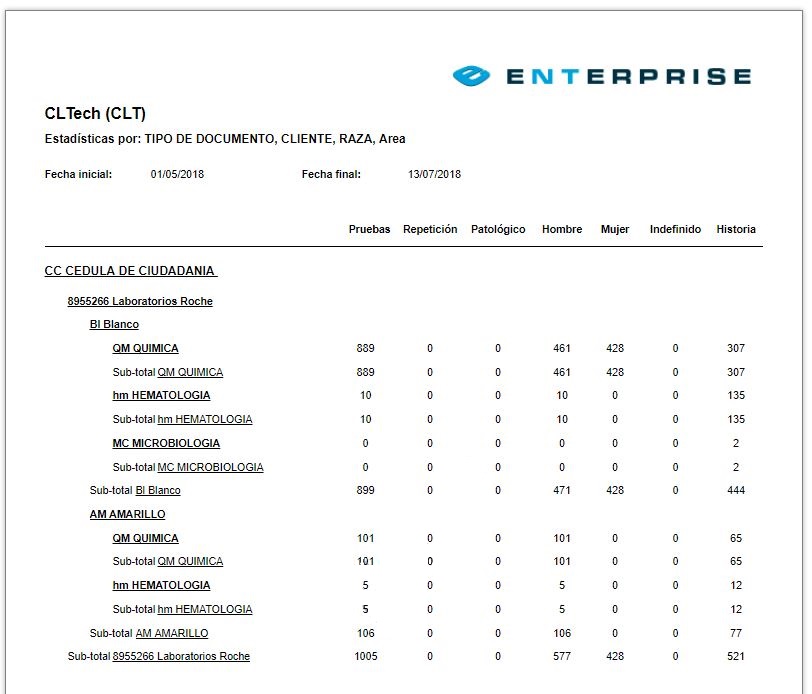 ENTERPRISE
CLTech (CLT)
Estadísticas por: TIPO DE DOCUMENTO, CLIENTE, RAZA, Area
Fecha inicial: 01/05/2018 Fecha final: 13/07/2018
Pruebas Repetición Patológico Hombre Mujer Indefinido Historia
CC CEDULA DE CIUDADANIA
8955266 Laboratorios Roche
Bl Blanco
QM QUIMICA 889 0 0 461 428 0 307
Sub-total QM QUIMICA 889 0 0 461 428 0 307
hm HEMATOLOGIA 10 0 0 10 0 0 135
Sub-total hm HEMATOLOGIA 10 0 0 10 0 0 135
MC MICROBIOLOGIA 0 0 0 0 0 0 2
Sub-total MC MICROBIOLOGIA 0 0 0 0 0 0 2
Sub-total Bl Blanco 899 0 0 471 428 0 444
AM AMARILLO
QM QUIMICA 101 0 0 101 0 0 65
Sub-total QM QUIMICA 101 0 0 101 0 0 65
hm HEMATOLOGIA 5 0 0 5 0 0 12
Sub-total hm HEMATOLOGIA 5 0 0 5 0 0 12
Sub-total AM AMARILLO 106 0 0 106 0 0 77
Sub-total 8955266 Laboratorios Roche 1005 0 0 577 428 0 521